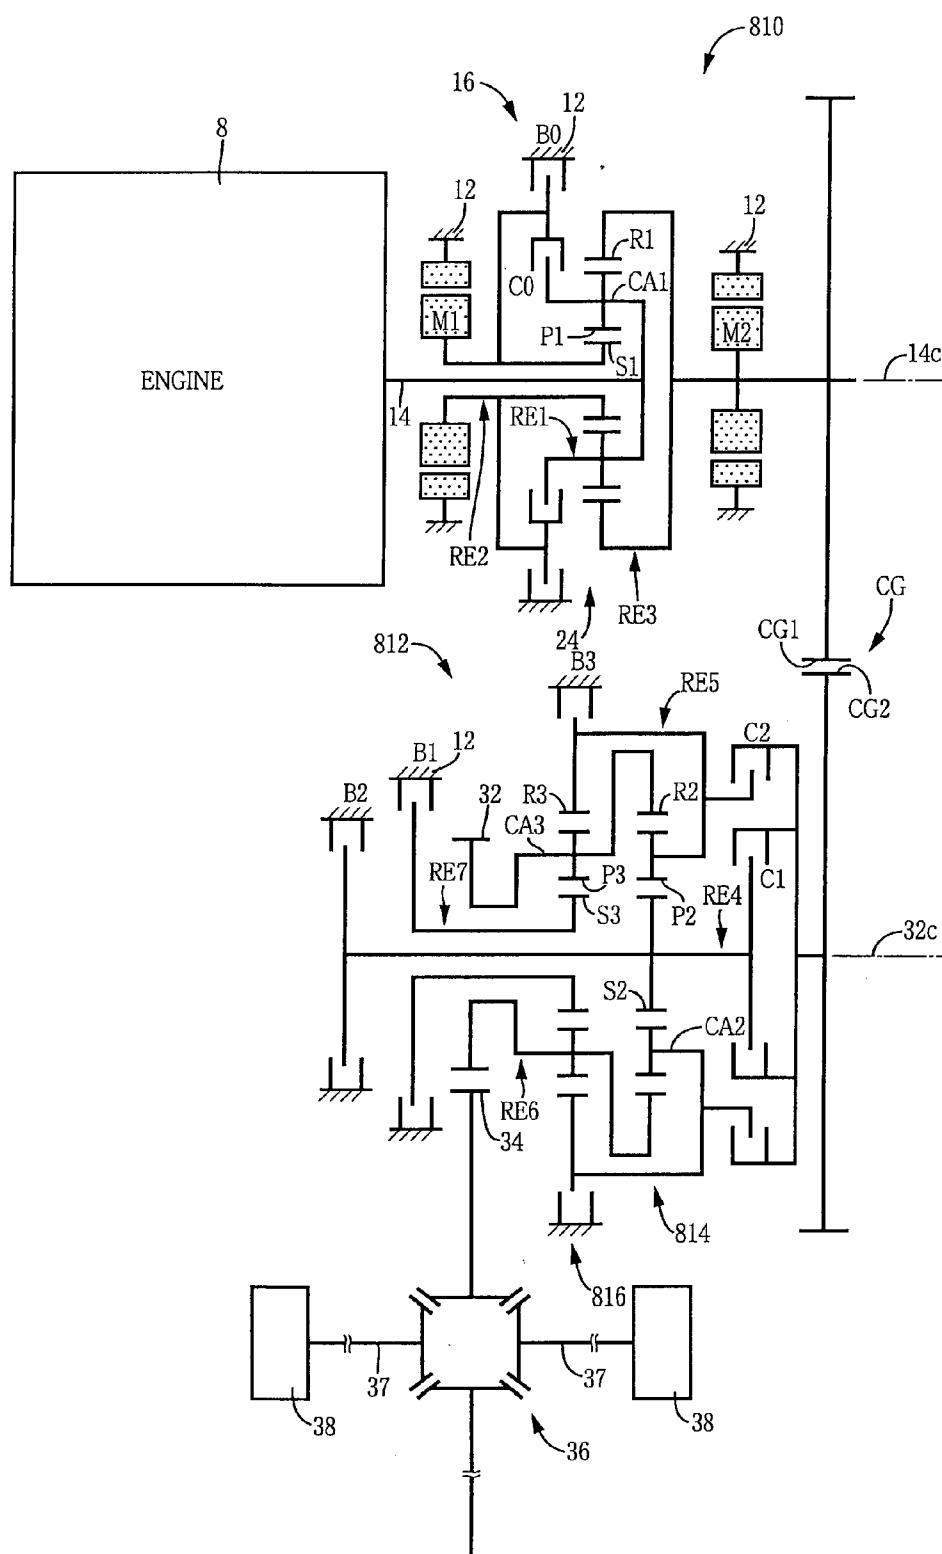 810
16
12
B0
8
12
12
R1
C0
CA1
M1
P1
M2
S1
14c
ENGINE
14
RE1
RE2
RE3
CG
24
CG1
812
B3
RE5
CG2
C2
12
B1
B2
32
R3
R2
CA3
C1
RE7
P3
RE4
S3
P2
32c
S2
CA2
RE6
34
814
816
37
37
38
38
36